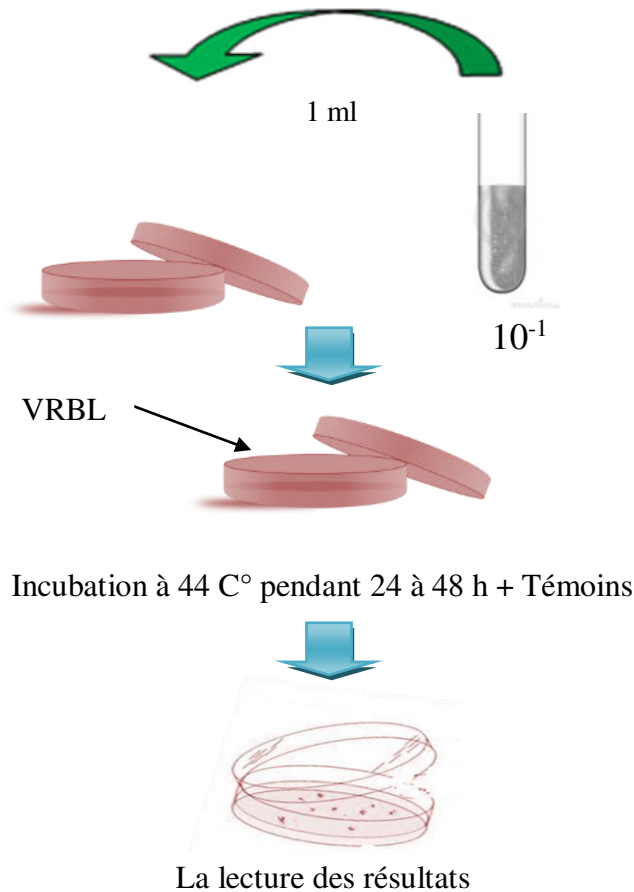 1 ml
10⁻¹
VRBL
Incubation à 44 C° pendant 24 à 48 h + Témoins
La lecture des résultats